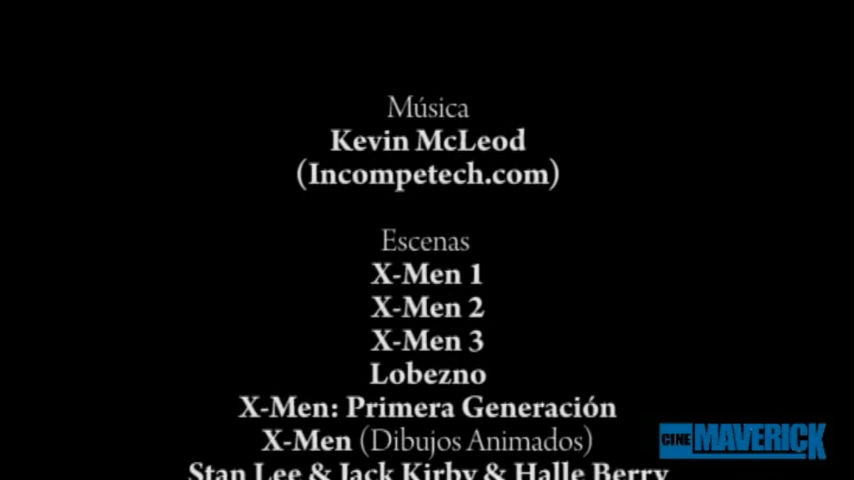 Música
Kevin McLeod
(Incompetech.com)
Escenas
X-Men 1
X-Men 2
X-Men 3
Lobezno
X-Men: Primera Generación
X-Men (Dibujos Animados)
Stan Lee & Jack Kirby & Halle Berry
CINE MAVERICK